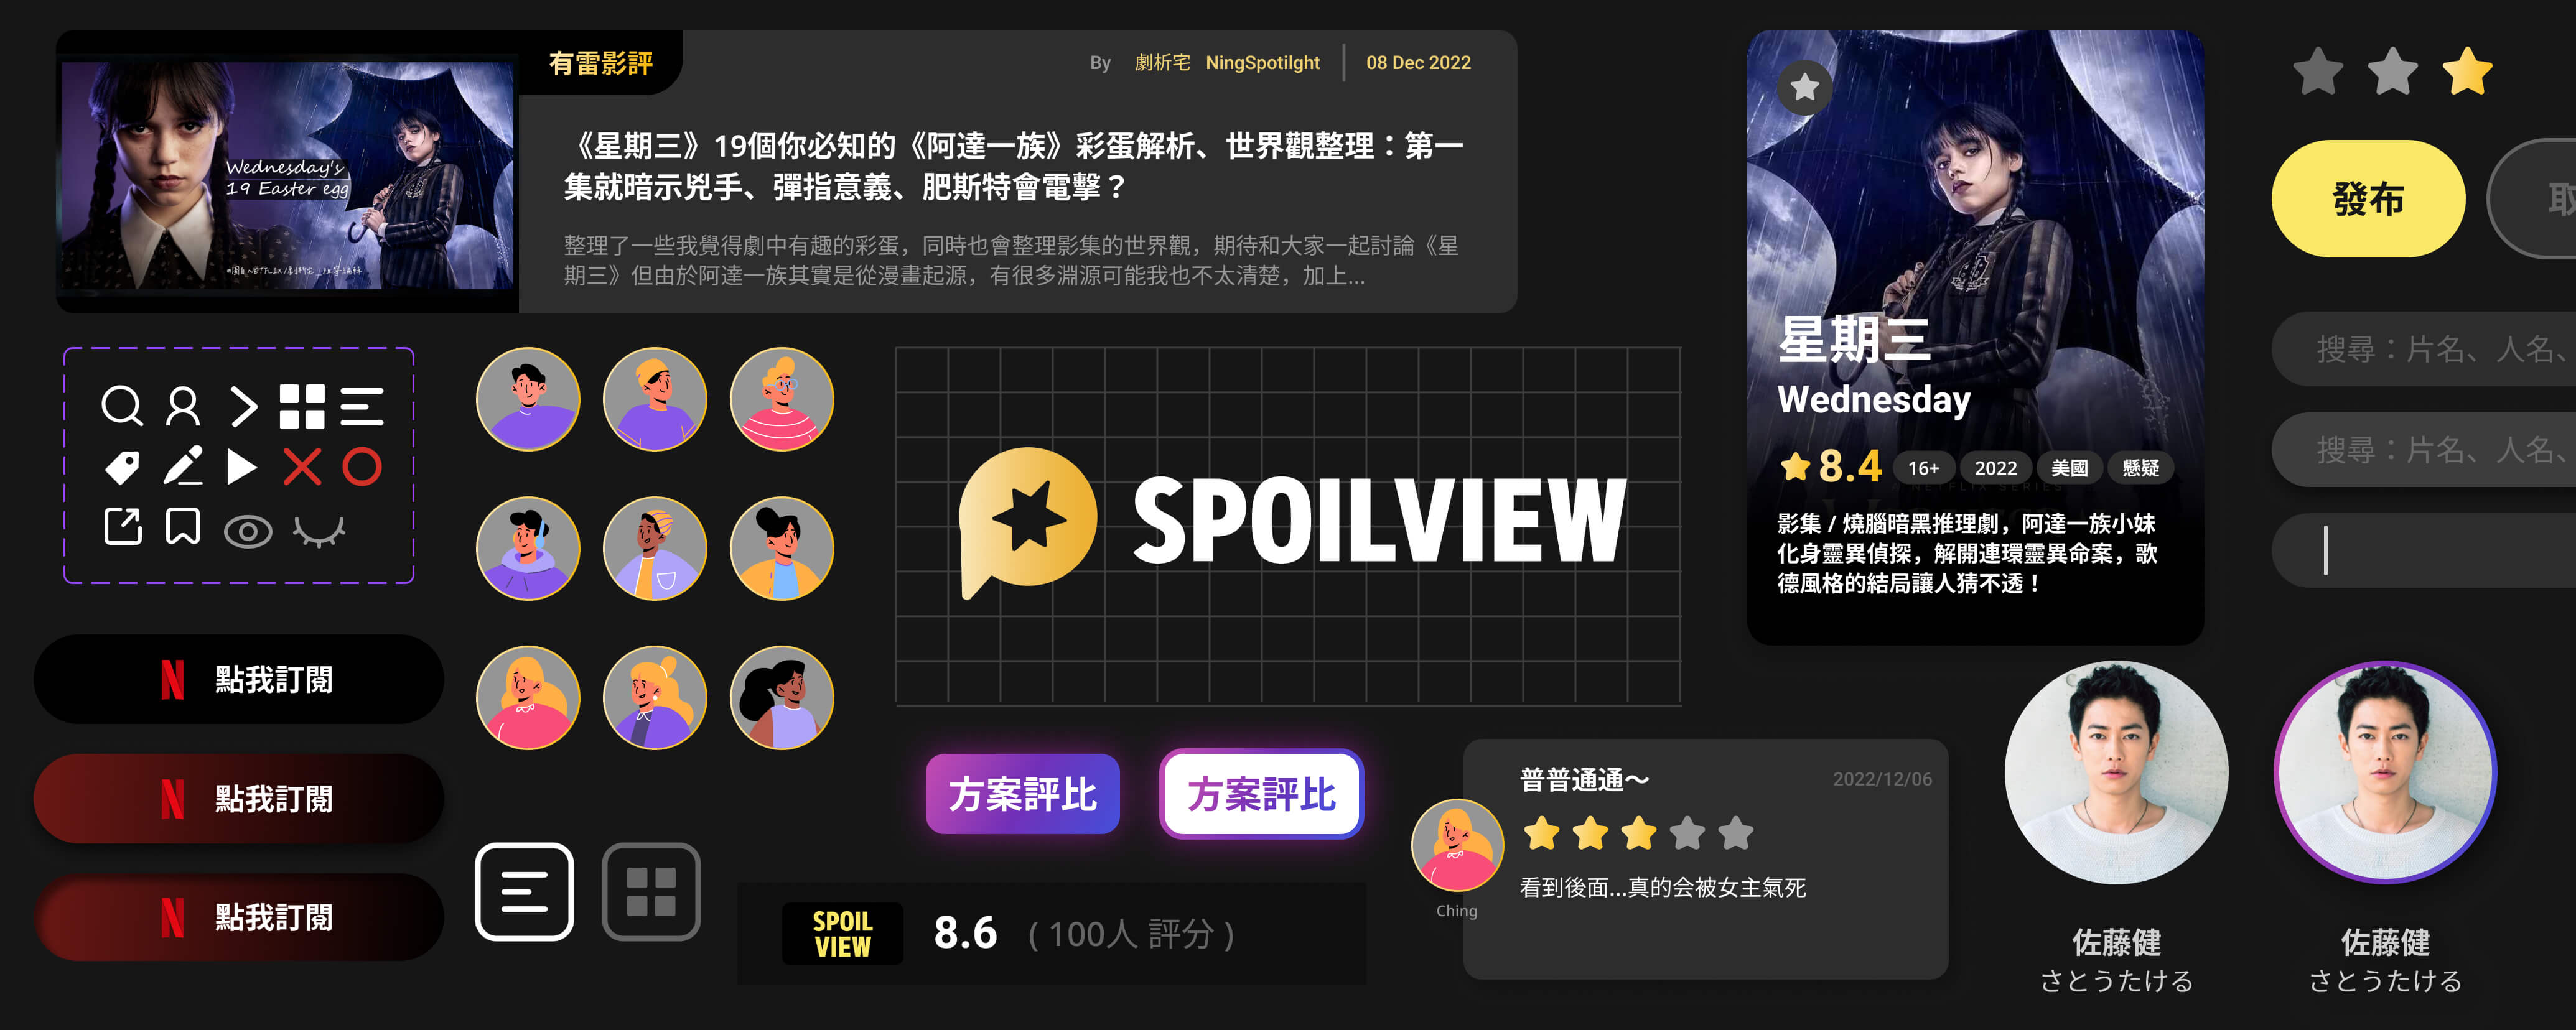 有雷影評
By 劇析宅 NingSpotilght 08 Dec 2022
Wednesday's
19 Easter egg
《星期三》19個你必知的《阿達一族》彩蛋解析、世界觀整理：第一
集就暗示兇手、彈指意義、肥斯特會電擊？
整理了一些我覺得劇中有趣的彩蛋，同時也會整理影集的世界觀，期待和大家一起討論《星
期三》但由於阿達一族其實是從漫畫起源，有很多淵源可能我也不太清楚，加上...
星期三
Wednesday
8.4 16+ 2022 美國 懸疑
A NETFLIX SERIES
影集 / 燒腦暗黑推理劇，阿達一族小妹
化身靈異偵探，解開連環靈異命案，歌
德風格的結局讓人猜不透！
發布
取
搜尋：片名、人名、
搜尋：片名、人名、
SPOILVIEW
點我訂閱
點我訂閱
點我訂閱
方案評比
方案評比
SPOIL
VIEW
8.6 ( 100人 評分 )
普普通通～ 2022/12/06
看到後面...真的会被女主氣死
Ching
佐藤健
さとうたける
佐藤健
さとうたける